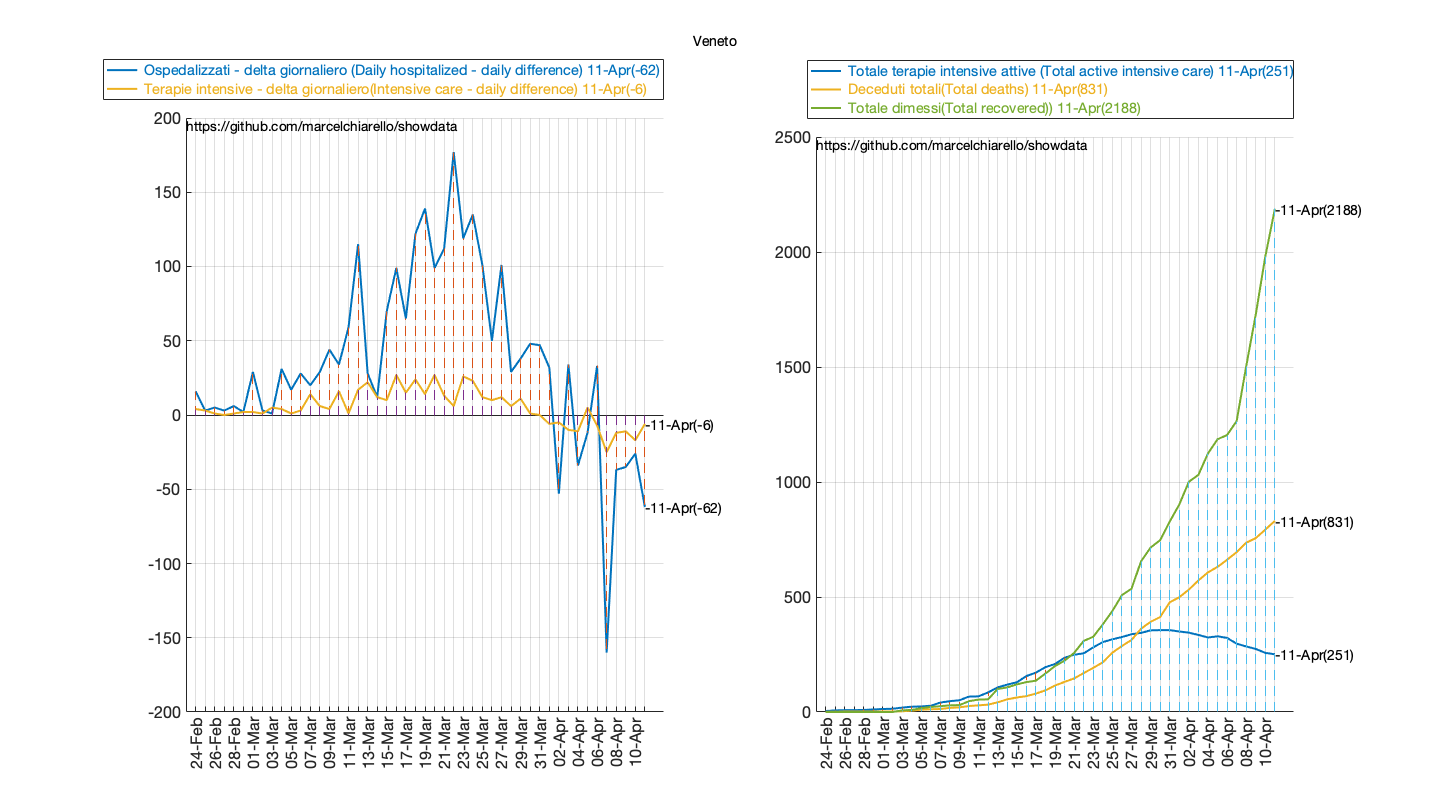 Veneto
Ospedalizzati - delta giornaliero (Daily hospitalized - daily difference) 11-Apr(-62)
Terapie intensive - delta giornaliero(Intensive care - daily difference) 11-Apr(-6)
https://github.com/marcelchiarello/showdata
200
150
100
50
0
-50
-100
-150
-200
-11-Apr(-6)
-11-Apr(-62)
24-Feb
26-Feb
28-Feb
01-Mar
03-Mar
05-Mar
07-Mar
09-Mar
11-Mar
13-Mar
15-Mar
17-Mar
19-Mar
21-Mar
23-Mar
25-Mar
27-Mar
29-Mar
31-Mar
02-Apr
04-Apr
06-Apr
08-Apr
10-Apr
Totale terapie intensive attive (Total active intensive care) 11-Apr(251)
Deceduti totali(Total deaths) 11-Apr(831)
Totale dimessi(Total recovered)) 11-Apr(2188)
https://github.com/marcelchiarello/showdata
2500
2000
1500
1000
500
0
-11-Apr(2188)
-11-Apr(831)
-11-Apr(251)
24-Feb
26-Feb
28-Feb
01-Mar
03-Mar
05-Mar
07-Mar
09-Mar
11-Mar
13-Mar
15-Mar
17-Mar
19-Mar
21-Mar
23-Mar
25-Mar
27-Mar
29-Mar
31-Mar
02-Apr
04-Apr
06-Apr
08-Apr
10-Apr